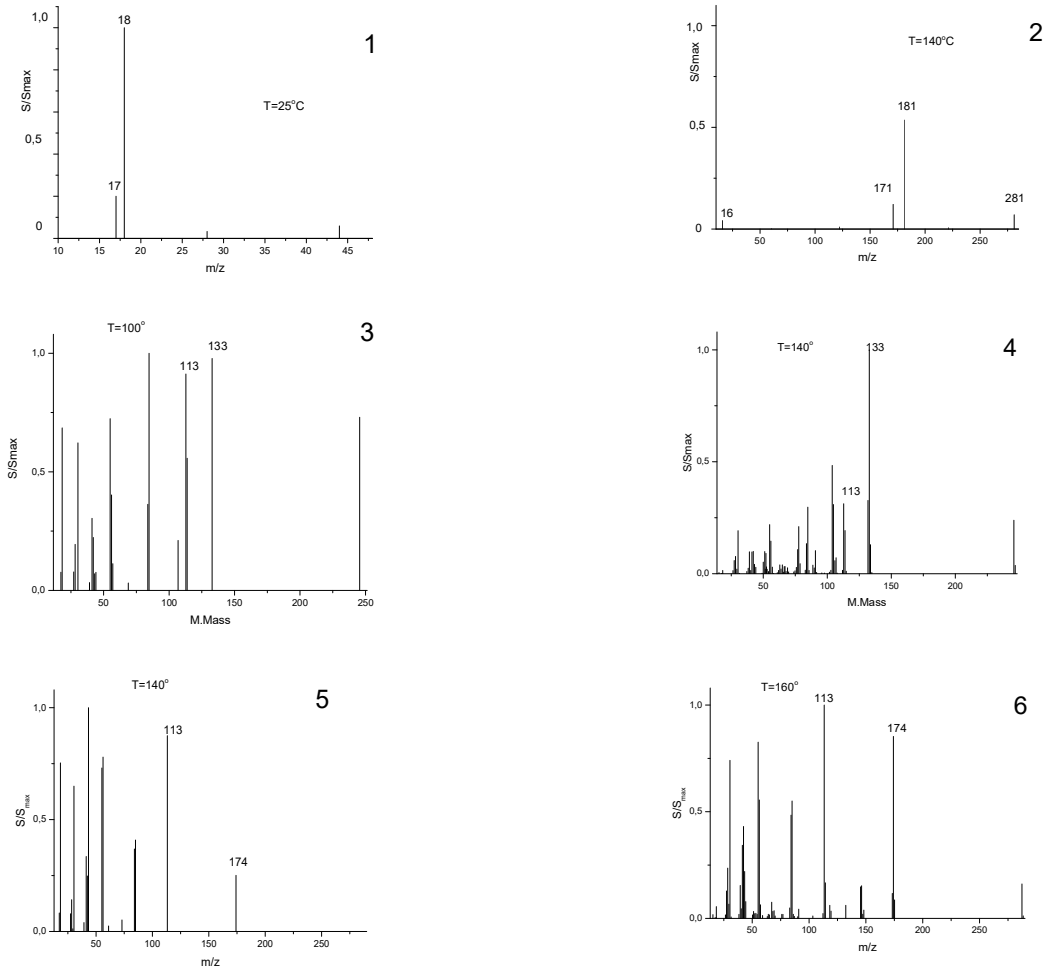 1
T=25°C
S/Smax
1,0
0,5
0
18
17
10 15 20 25 30 35 40 45
m/z
2
T=140°C
S/Smax
1,0
0,5
0
181
171
16
281
50 100 150 200 250
m/z
3
T=100°
S/Smax
1,0
0,5
0,0
113
133
50 100 150 200 250
M.Mass
4
T=140°
S/Smax
1,0
0,5
0,0
133
113
50 100 150 200
M.Mass
5
T=140°
S/Smax
1,0
0,5
0,0
113
174
50 100 150 200 250
m/z
6
T=160°
S/Smax
1,0
0,5
0,0
113
174
50 100 150 200 250
m/z